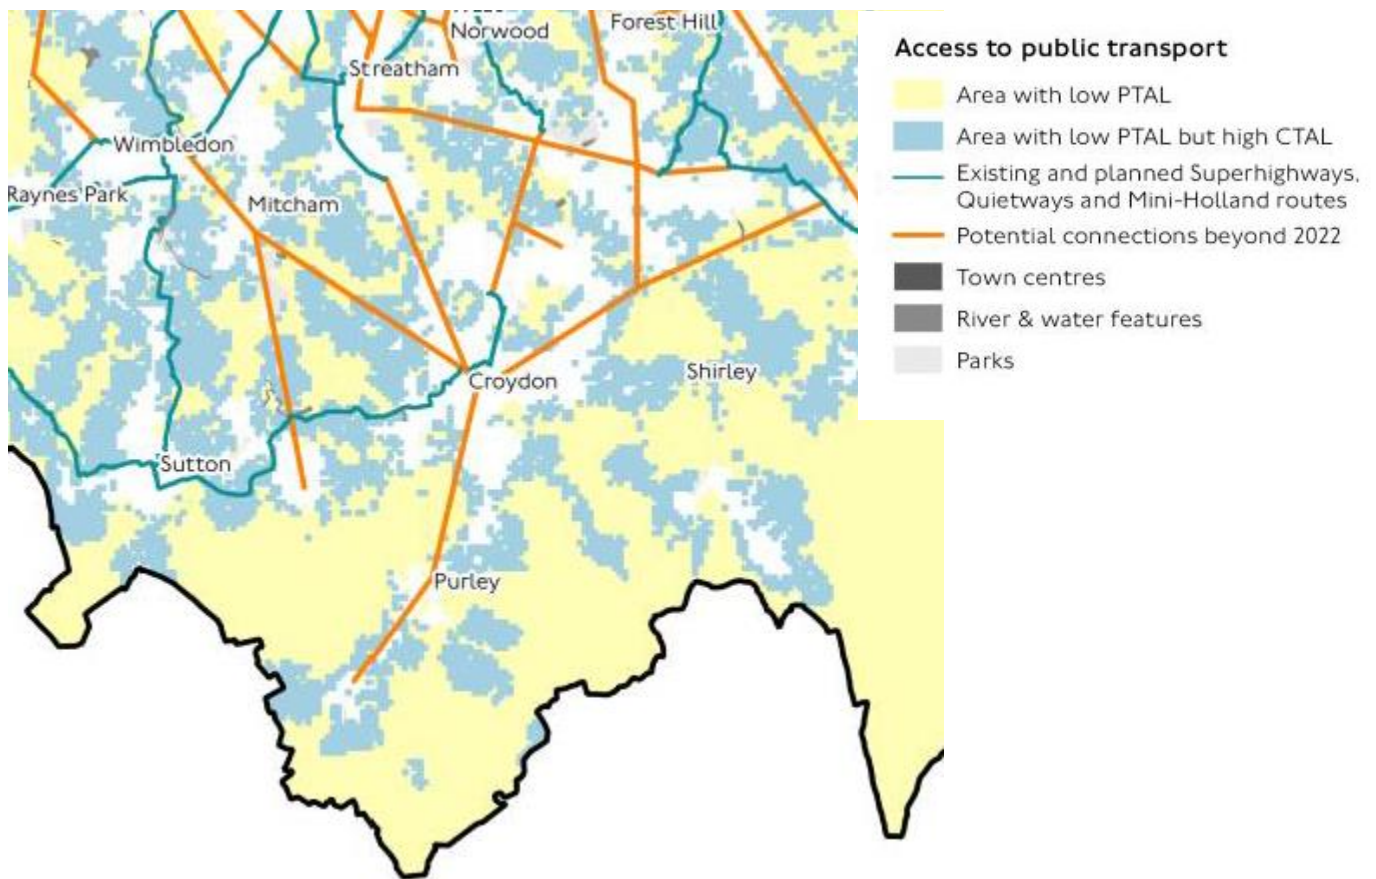 Norwood
Forest Hill
Streatham
Wimbledon
Raynes Park
Mitcham
Croydon
Shirley
Sutton
Purley
Access to public transport
Area with low PTAL
Area with low PTAL but high CTAL
Existing and planned Superhighways,
Quietways and Mini-Holland routes
Potential connections beyond 2022
Town centres
River & water features
Parks